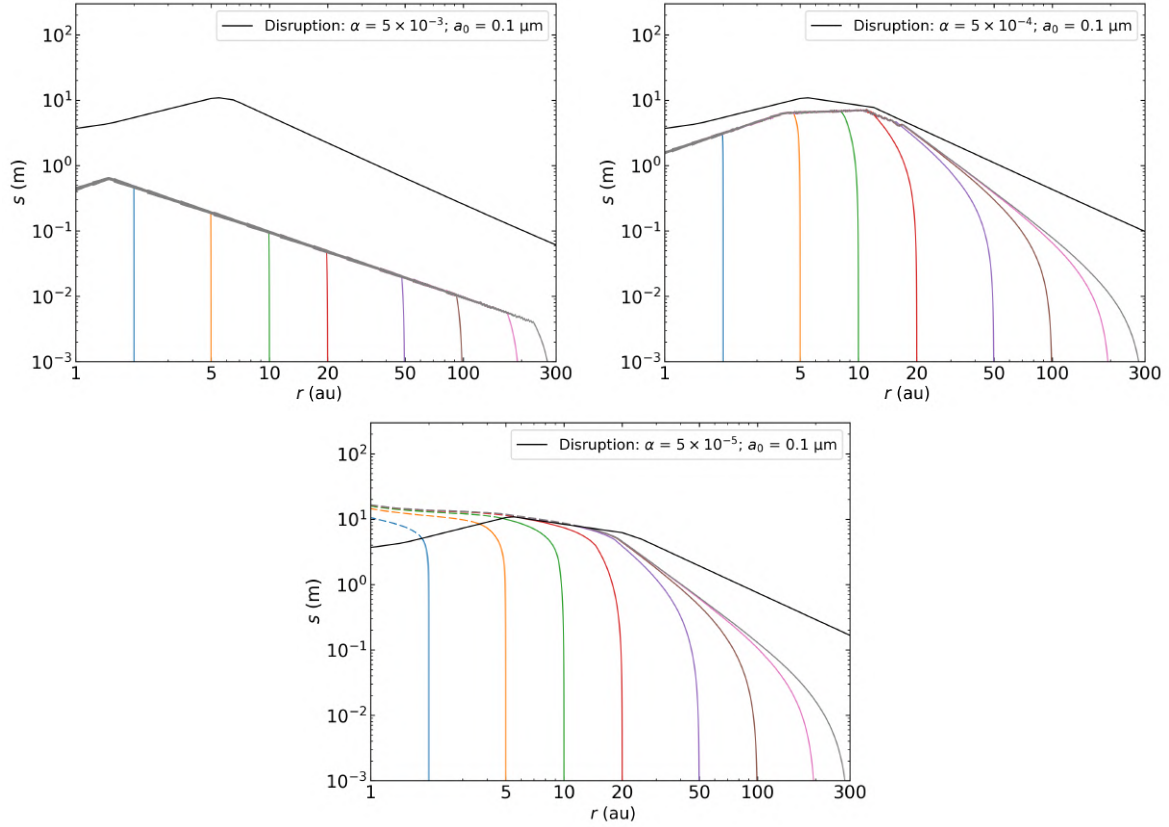 Disruption: α = 5 × 10⁻³; a₀ = 0.1 μm
10²
10¹
10⁰
10⁻¹
10⁻²
10⁻³
s (m)
1 5 10 20 50 100 300
r (au)
Disruption: α = 5 × 10⁻⁴; a₀ = 0.1 μm
10²
10¹
10⁰
10⁻¹
10⁻²
10⁻³
s (m)
1 5 10 20 50 100 300
r (au)
Disruption: α = 5 × 10⁻⁵; a₀ = 0.1 μm
10²
10¹
10⁰
10⁻¹
10⁻²
10⁻³
s (m)
1 5 10 20 50 100 300
r (au)